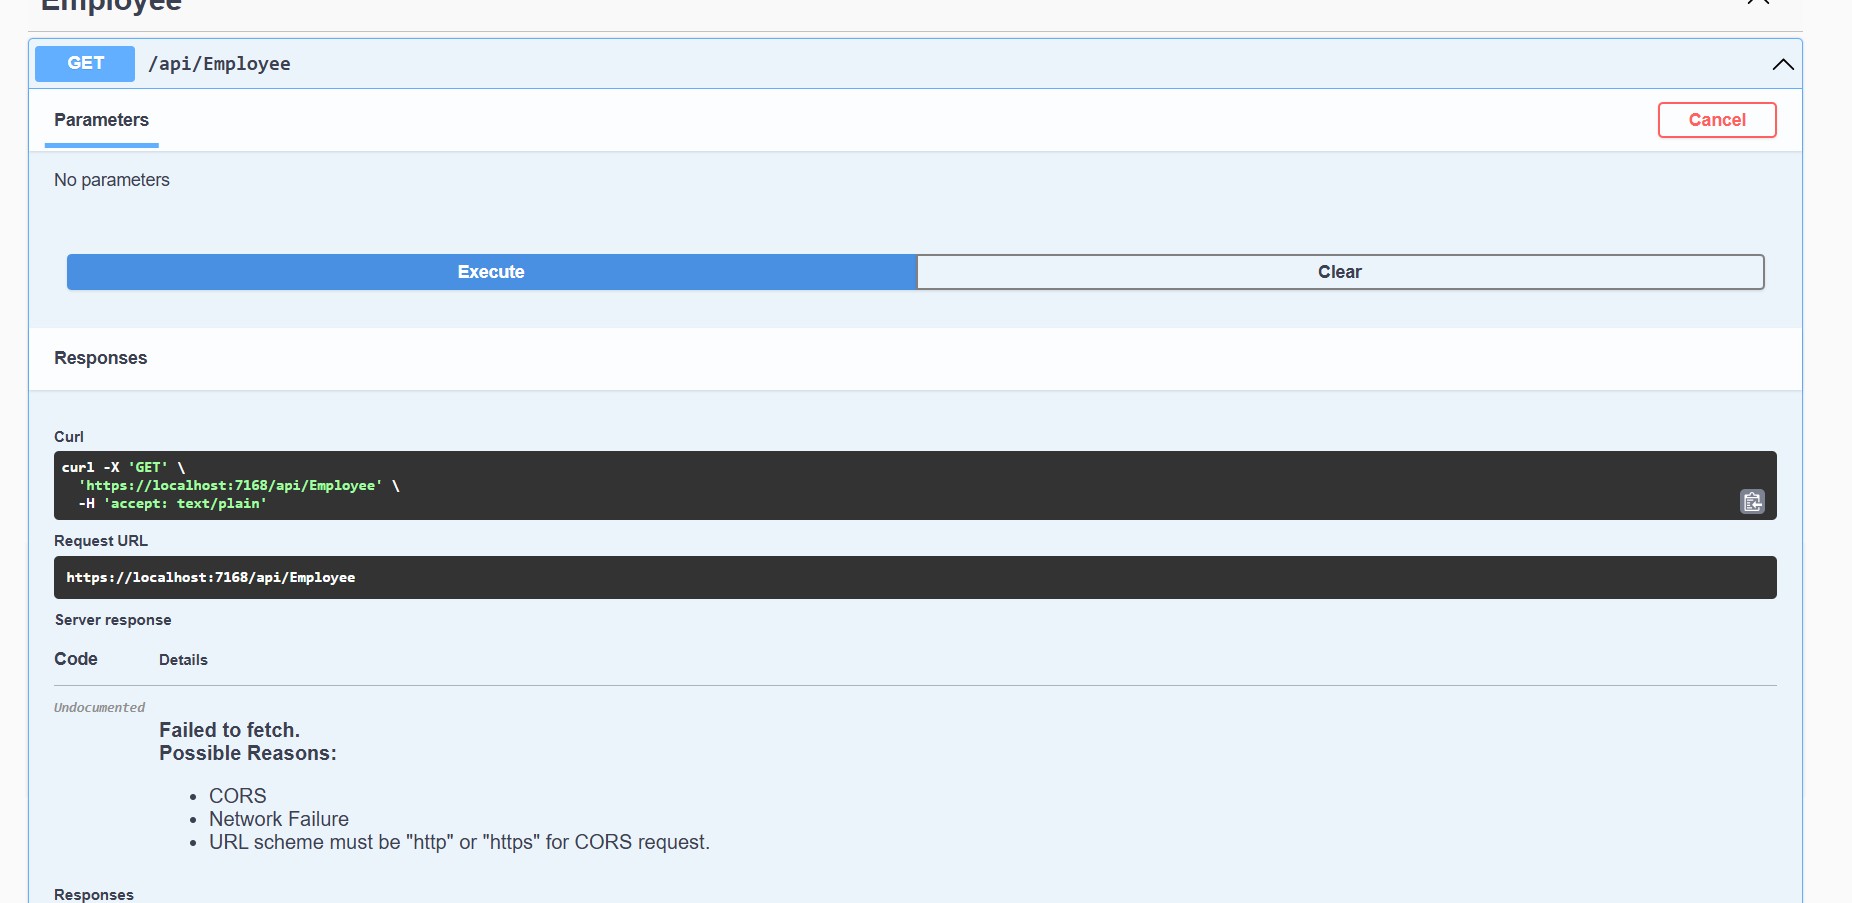 Employee
GET /api/Employee
Parameters
Cancel
No parameters
Execute
Clear
Responses
Curl
curl -X 'GET' \
'https://localhost:7168/api/Employee' \
-H 'accept: text/plain'
Request URL
https://localhost:7168/api/Employee
Server response
Code Details
Undocumented
Failed to fetch.
Possible Reasons:
• CORS
• Network Failure
• URL scheme must be "http" or "https" for CORS request.
Responses